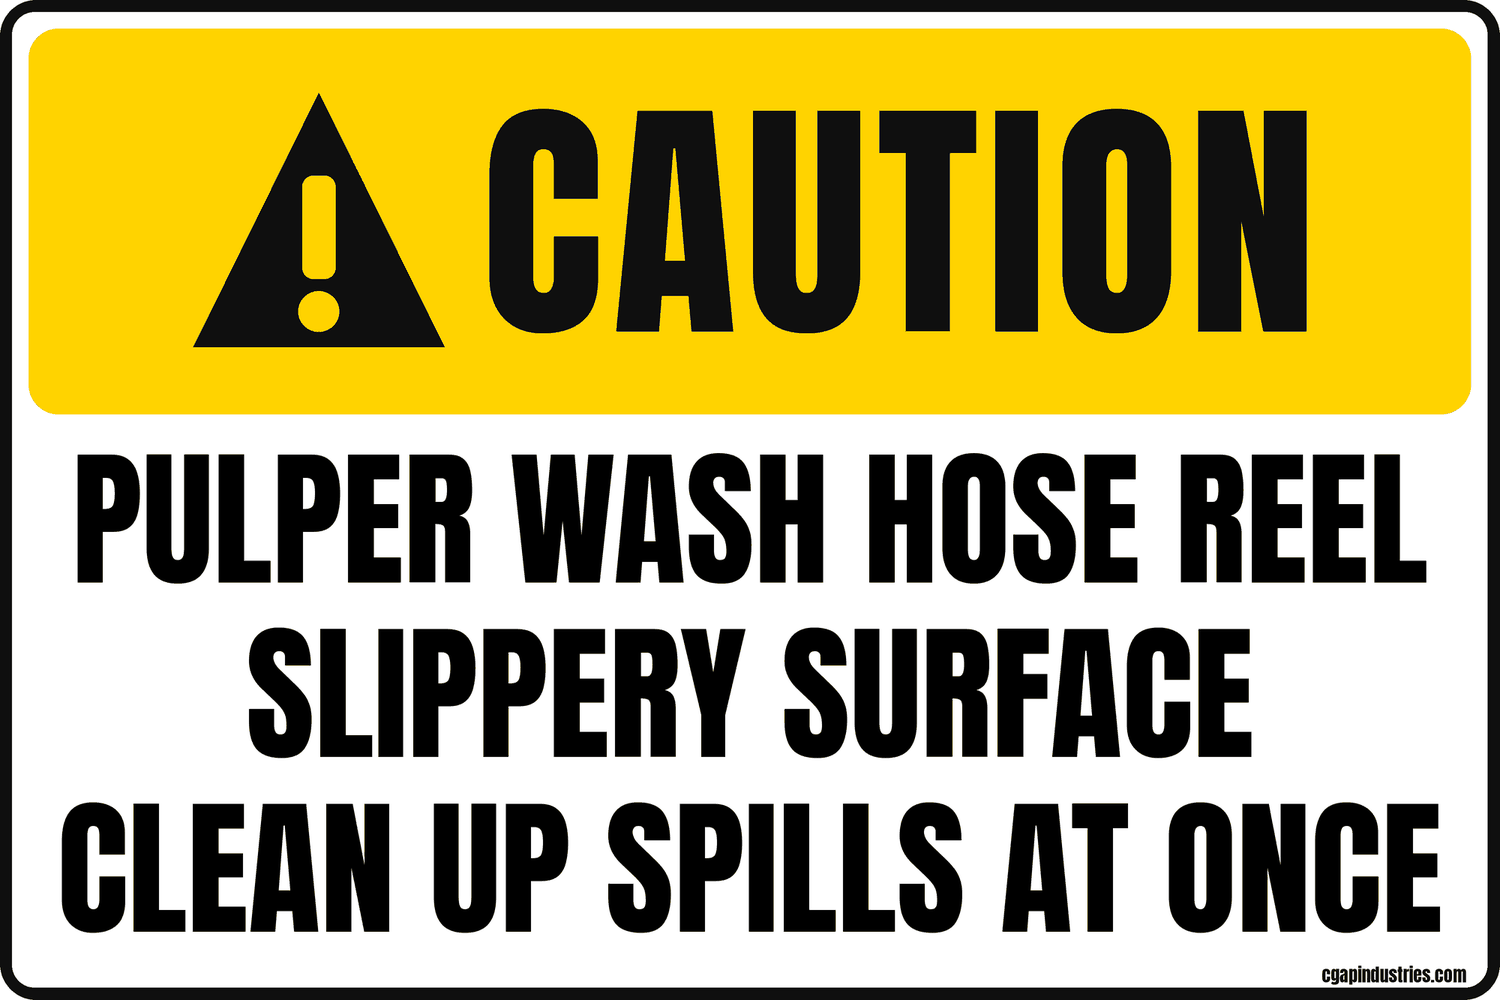 CAUTION
PULPER WASH HOSE REEL
SLIPPERY SURFACE
CLEAN UP SPILLS AT ONCE
cgapindustries.com